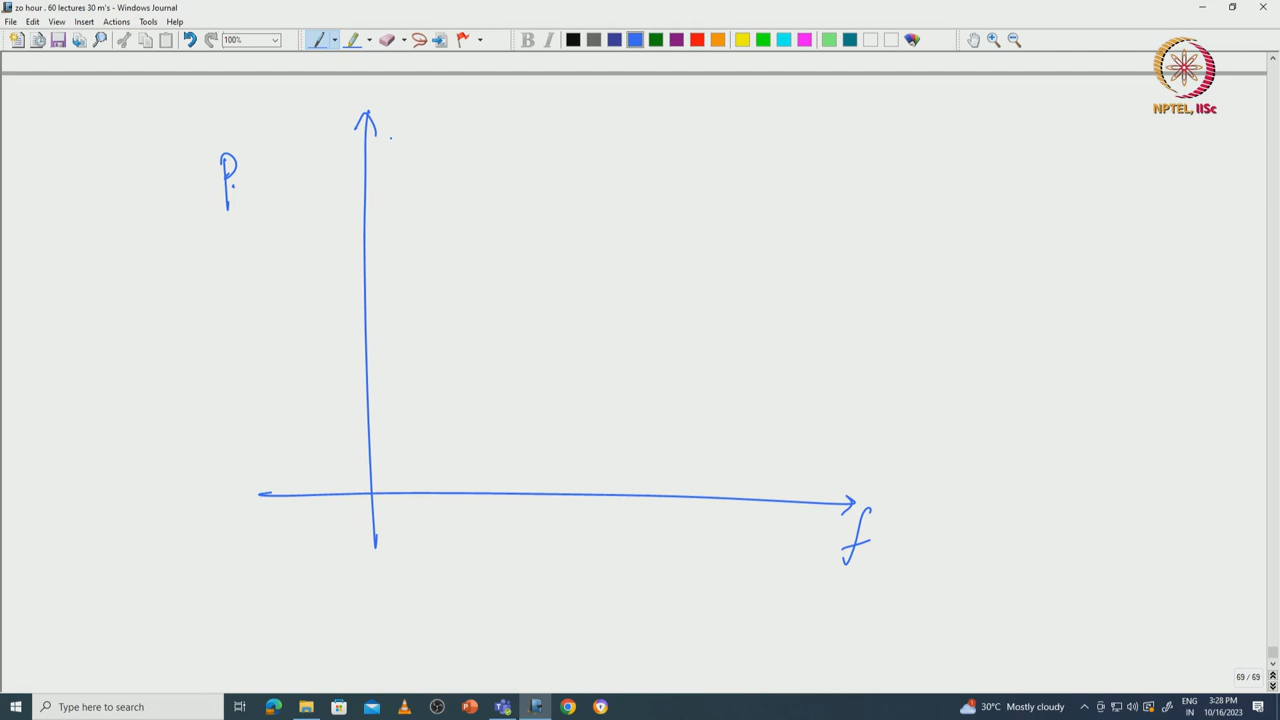 zo hour . 60 lectures 30 m's - Windows Journal
File Edit View Insert Actions Tools Help
100%
B I
NPTEL, IISc
P.
f
69 / 69
Type here to search
30°C Mostly cloudy
ENG
IN
3:28 PM
10/16/2023